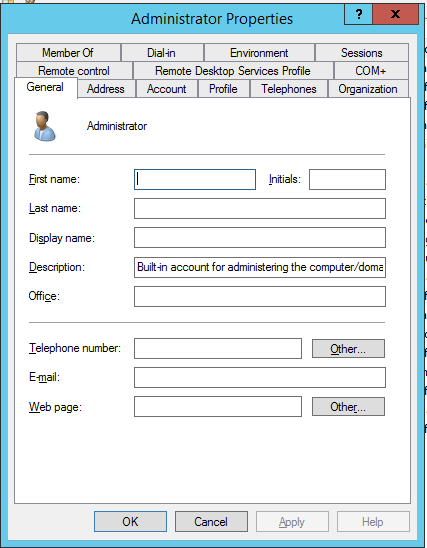 Administrator Properties
? x
Member Of Dial-in Environment Sessions
Remote control Remote Desktop Services Profile COM+
General Address Account Profile Telephones Organization
Administrator
First name: Initials:
Last name:
Display name:
Description: Built-in account for administering the computer/doma
Office:
Telephone number: Other...
E-mail:
Web page: Other...
OK Cancel Apply Help